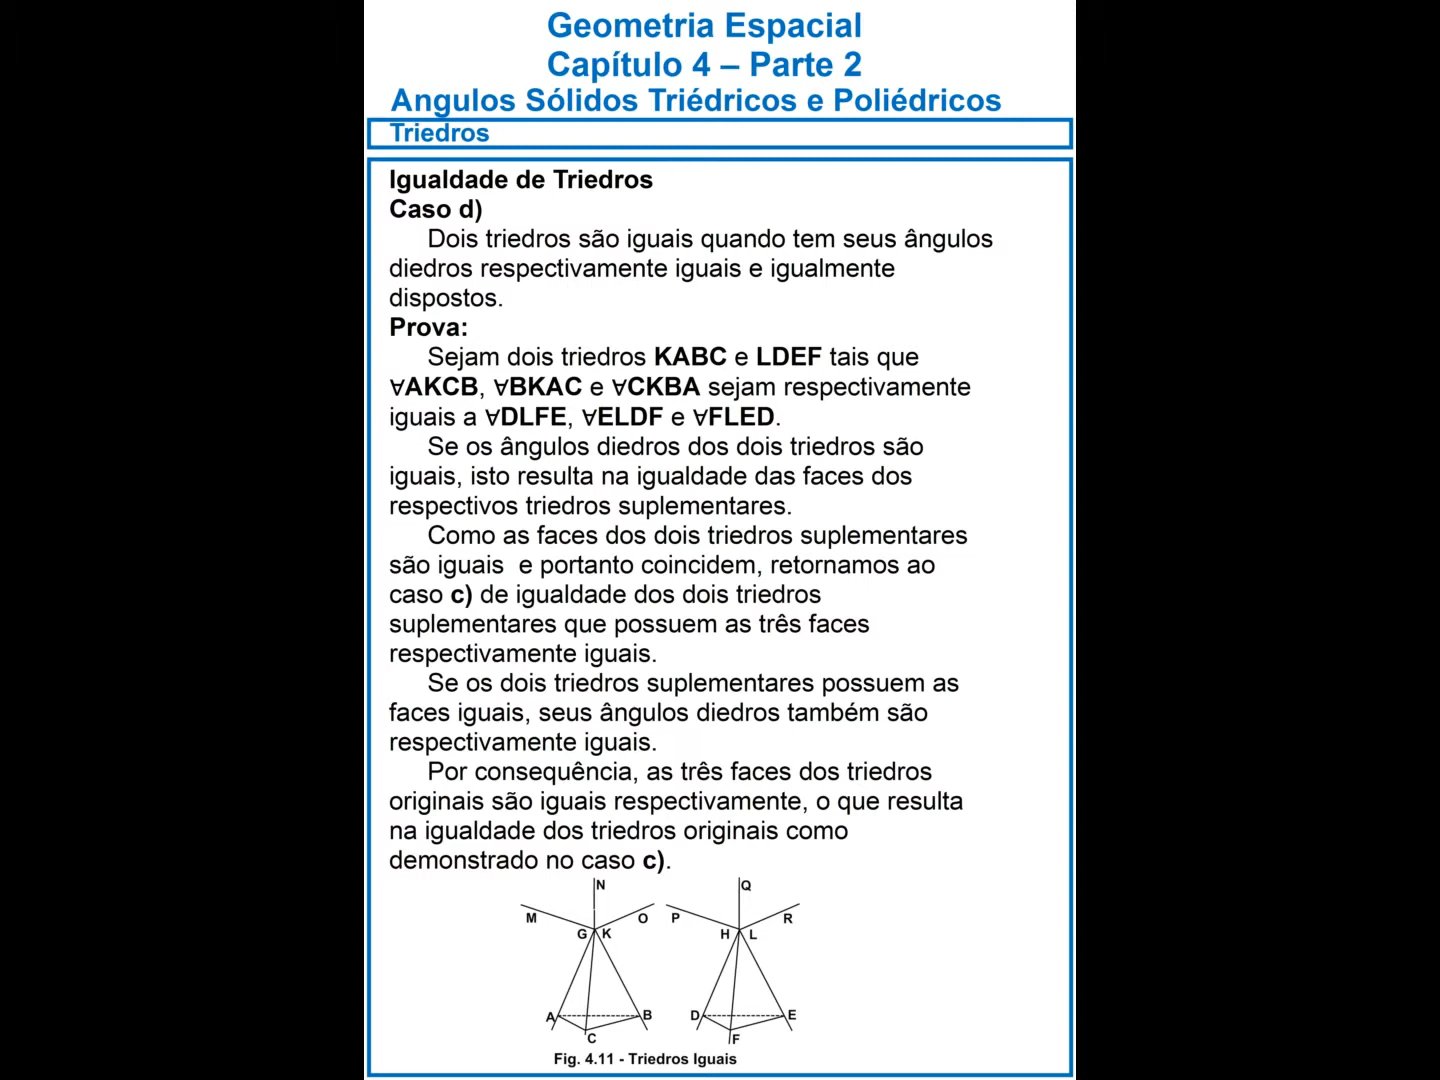 Geometria Espacial
Capítulo 4 – Parte 2
Angulos Sólidos Triédricos e Poliédricos
Triedros
Igualdade de Triedros
Caso d)
Dois triedros são iguais quando tem seus ângulos
diedros respectivamente iguais e igualmente
dispostos.
Prova:
Sejam dois triedros KABC e LDEF tais que
∀AKCB, ∀BKAC e ∀CKBA sejam respectivamente
iguais a ∀DLFE, ∀ELDF e ∀FLED.
Se os ângulos diedros dos dois triedros são
iguais, isto resulta na igualdade das faces dos
respectivos triedros suplementares.
Como as faces dos dois triedros suplementares
são iguais  e portanto coincidem, retornamos ao
caso c) de igualdade dos dois triedros
suplementares que possuem as três faces
respectivamente iguais.
Se os dois triedros suplementares possuem as
faces iguais, seus ângulos diedros também são
respectivamente iguais.
Por consequência, as três faces dos triedros
originais são iguais respectivamente, o que resulta
na igualdade dos triedros originais como
demonstrado no caso c).
N Q
M O P R
G K H L
A B D E
C F
Fig. 4.11 - Triedros Iguais